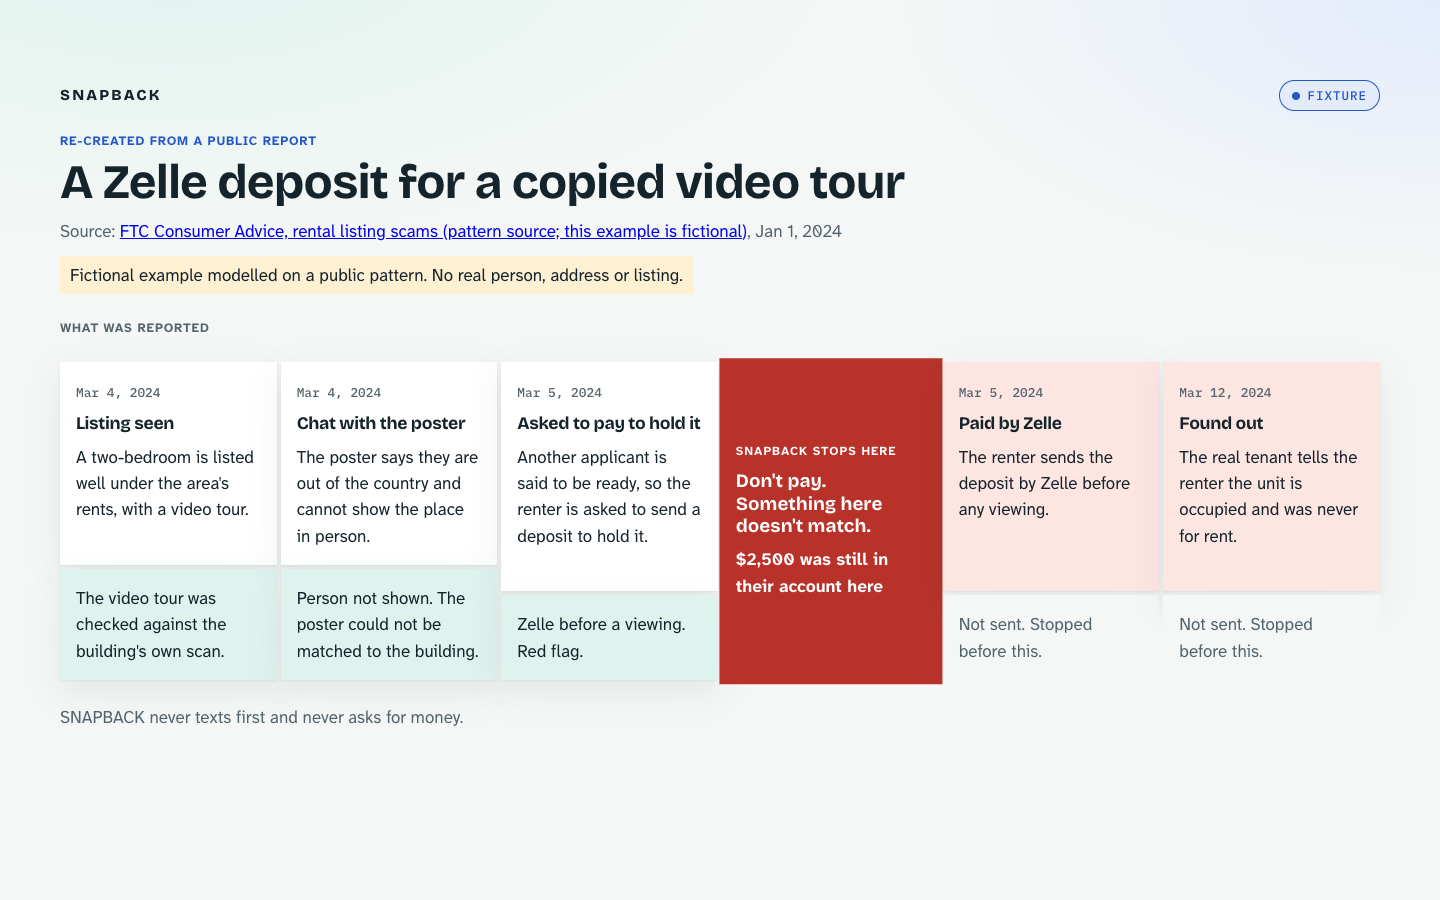 SNAPBACK
FIXTURE
RE-CREATED FROM A PUBLIC REPORT
A Zelle deposit for a copied video tour
Source: FTC Consumer Advice, rental listing scams (pattern source; this example is fictional), Jan 1, 2024
Fictional example modelled on a public pattern. No real person, address or listing.
WHAT WAS REPORTED
Mar 4, 2024
Listing seen
A two-bedroom is listed
well under the area's
rents, with a video tour.
The video tour was
checked against the
building's own scan.
Mar 4, 2024
Chat with the poster
The poster says they are
out of the country and
cannot show the place
in person.
Person not shown. The
poster could not be
matched to the building.
Mar 5, 2024
Asked to pay to hold it
Another applicant is
said to be ready, so the
renter is asked to send a
deposit to hold it.
Zelle before a viewing.
Red flag.
SNAPBACK STOPS HERE
Don't pay.
Something here
doesn't match.
$2,500 was still in
their account here
Mar 5, 2024
Paid by Zelle
The renter sends the
deposit by Zelle before
any viewing.
Not sent. Stopped
before this.
Mar 12, 2024
Found out
The real tenant tells the
renter the unit is
occupied and was never
for rent.
Not sent. Stopped
before this.
SNAPBACK never texts first and never asks for money.